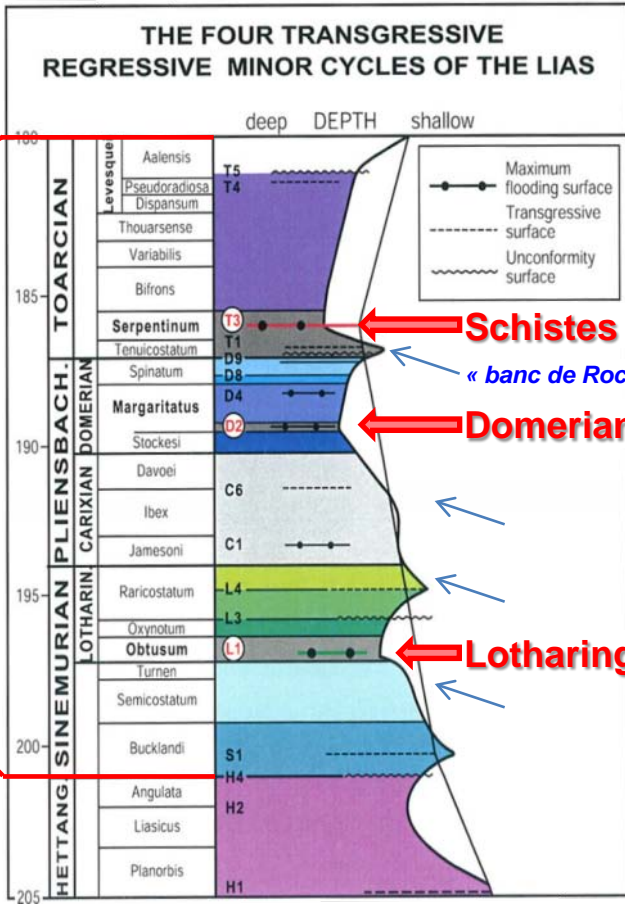 THE FOUR TRANSGRESSIVE
REGRESSIVE MINOR CYCLES OF THE LIAS
deep DEPTH shallow
Maximum
flooding surface
Transgressive
surface
Unconformity
surface
180
185
190
195
200
205
TOARCIAN
PLIENSBACH.
SINEMURIAN
HETTANG.
DOMERIAN
CARIXIAN
LOTHARIN.
Levesque
Aalensis
Pseudoradiosa
Dispansum
Thouarsense
Variabilis
Bifrons
Serpentinum
Tenuicostatum
Spinatum
Margaritatus
Stockesi
Davoei
Ibex
Jamesoni
Raricostatum
Oxynotum
Obtusum
Turnen
Semicostatum
Bucklandi
Angulata
Liasicus
Planorbis
T5
T4
T3
T1
D9
D8
D4
D2
C6
C1
L4
L3
L1
S1
H4
H2
H1
Schistes
« banc de Roc
Domerian
Lotharing